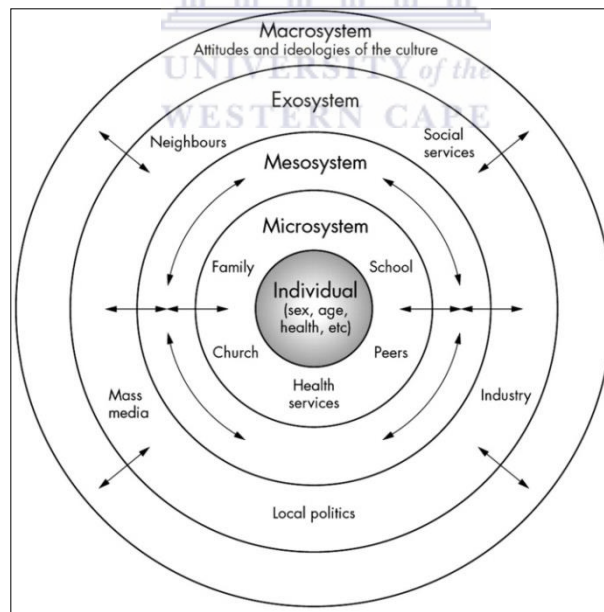 Macrosystem
Attitudes and ideologies of the culture
UNIVERSITY of the
Exosystem
WESTERN CAPE
Neighbours
Social
services
Mesosystem
Microsystem
Family
School
Individual
(sex, age,
health, etc)
Church
Peers
Health
services
Mass
media
Industry
Local politics